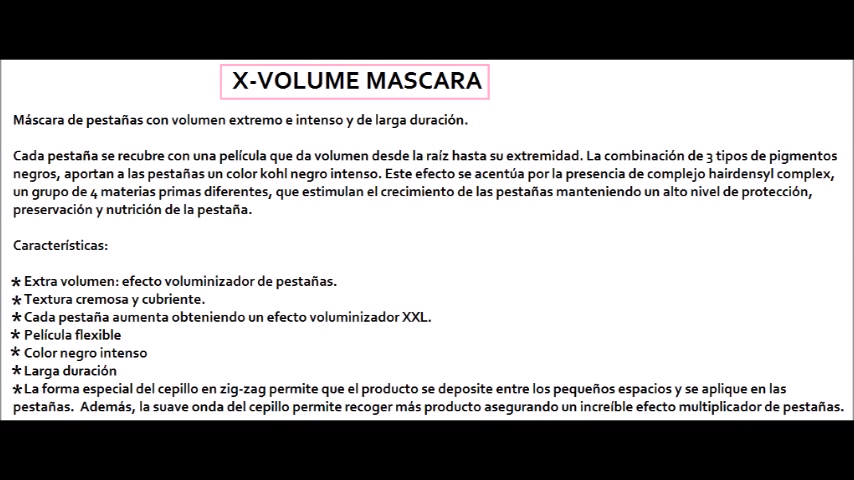 X-VOLUME MASCARA
Máscara de pestañas con volumen extremo e intenso y de larga duración.
Cada pestaña se recubre con una película que da volumen desde la raíz hasta su extremidad. La combinación de 3 tipos de pigmentos
negros, aportan a las pestañas un color kohl negro intenso. Este efecto se acentúa por la presencia de complejo hairdensyl complex,
un grupo de 4 materias primas diferentes, que estimulan el crecimiento de las pestañas manteniendo un alto nivel de protección,
preservación y nutrición de la pestaña.
Características:
* Extra volumen: efecto voluminizador de pestañas.
* Textura cremosa y cubriente.
* Cada pestaña aumenta obteniendo un efecto voluminizador XXL.
* Película flexible
* Color negro intenso
* Larga duración
* La forma especial del cepillo en zig-zag permite que el producto se deposite entre los pequeños espacios y se aplique en las
pestañas. Además, la suave onda del cepillo permite recoger más producto asegurando un increíble efecto multiplicador de pestañas.